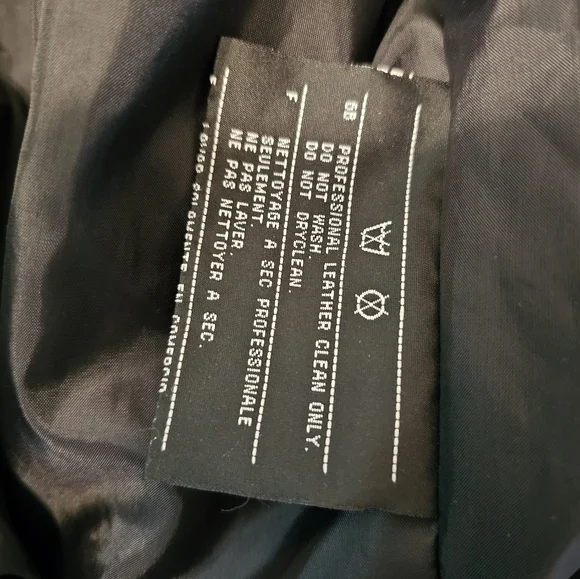 GB
PROFESSIONAL LEATHER CLEAN ONLY.
DO NOT WASH.
DO NOT DRYCLEAN.
F
NETTOYAGE A SEC PROFESSIONALE
SEULEMENT.
NE PAS LAVER.
NE PAS NETTOYER A SEC.